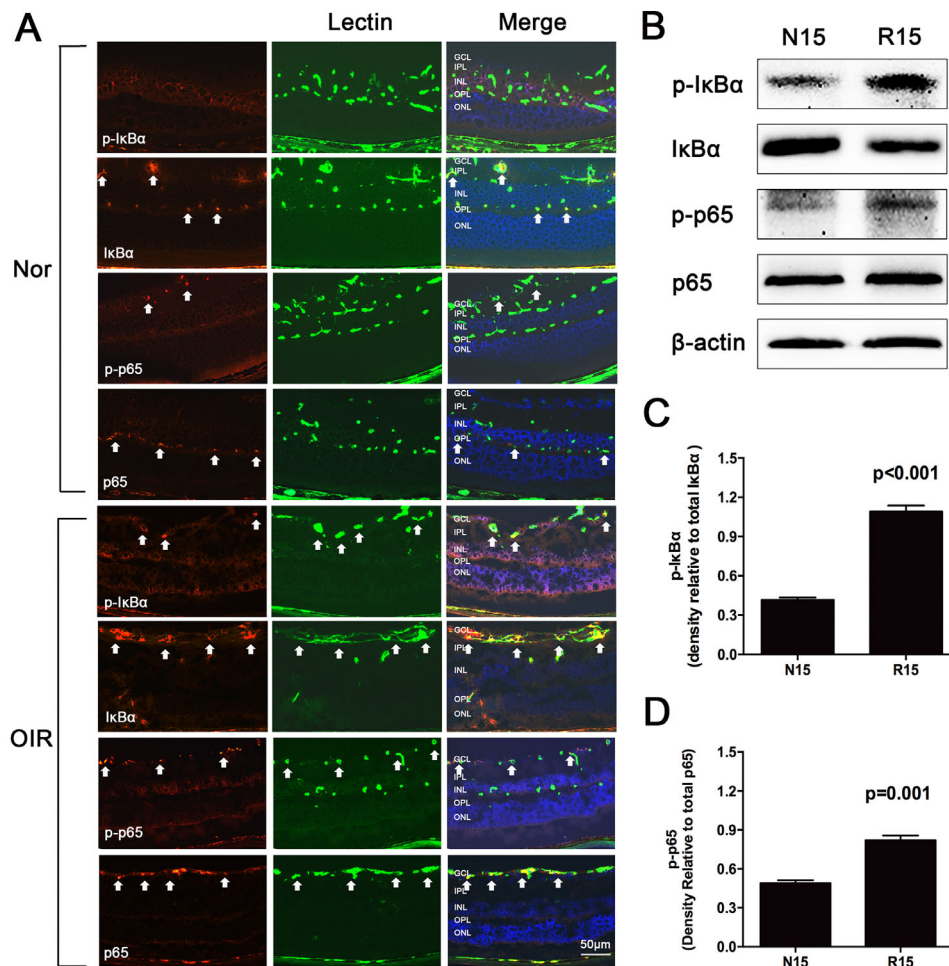 A
Lectin
Merge
Nor
p-IκBα
GCL
IPL
INL
OPL
ONL
IκBα
GCL
IPL
INL
OPL
ONL
p-p65
GCL
IPL
INL
OPL
ONL
p65
GCL
IPL
INL
OPL
ONL
OIR
p-IκBα
GCL
IPL
INL
OPL
ONL
IκBα
GCL
IPL
INL
OPL
ONL
p-p65
GCL
IPL
INL
OPL
ONL
p65
GCL
IPL
INL
OPL
ONL
50μm
B
N15 R15
p-IκBα
IκBα
p-p65
p65
β-actin
C
p-IκBα
(density relative to total IκBα)
1.5
1.2
0.9
0.6
0.3
0.0
p<0.001
N15 R15
D
p-p65
(Density Relative to total p65)
1.5
1.2
0.9
0.6
0.3
0.0
p=0.001
N15 R15